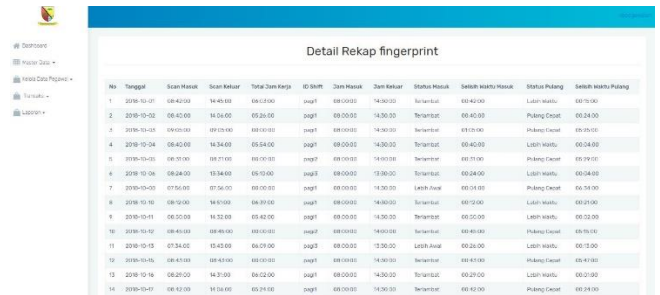 Dashboard
Master Data
Kelola Data Pegawai
Transaksi
Laporan
Detail Rekap fingerprint
No Tanggal Scan Masuk Scan Keluar Total Jam Kerja ID Shift Jam Masuk Jam Keluar Status Masuk Selisih Waktu Masuk Status Pulang Selisih Waktu Pulang
1 2018-10-01 08:42:00 14:45:00 06:03:00 pagi1 08:00:00 14:30:00 Terlambat 00:42:00 Lebih Waktu 00:15:00
2 2018-10-02 08:40:00 14:06:00 05:26:00 pagi1 08:00:00 14:30:00 Terlambat 00:40:00 Pulang Cepat 00:24:00
3 2018-10-03 09:05:00 09:05:00 00:00:00 pagi1 08:00:00 14:30:00 Terlambat 01:05:00 Pulang Cepat 05:25:00
4 2018-10-04 08:40:00 14:34:00 05:54:00 pagi1 08:00:00 14:30:00 Terlambat 00:40:00 Lebih Waktu 00:04:00
5 2018-10-05 08:31:00 08:31:00 00:00:00 pagi2 08:00:00 14:00:00 Terlambat 00:31:00 Pulang Cepat 05:29:00
6 2018-10-06 08:24:00 13:34:00 05:10:00 pagi3 08:00:00 13:30:00 Terlambat 00:24:00 Lebih Waktu 00:04:00
7 07:56:00 07:56:00 00:00:00 pagi1 08:00:00 14:30:00 Lebih Awal 00:04:00 Pulang Cepat 06:34:00
8 2018-10-10 08:12:00 14:51:00 06:39:00 pagi1 08:00:00 14:30:00 Terlambat 00:12:00 Lebih Waktu 00:21:00
9 2018-10-11 14:32:00 05:42:00 pagi1 08:00:00 14:30:00 Terlambat Lebih Waktu 00:02:00
10 2018-10-12 08:45:00 08:45:00 00:00:00 pagi2 08:00:00 14:00:00 Terlambat 00:45:00 Pulang Cepat 05:15:00
11 2018-10-13 07:34:00 13:43:00 06:09:00 pagi3 08:00:00 13:30:00 Lebih Awal 00:26:00 Lebih Waktu 00:13:00
12 2018-10-15 08:43:00 08:43:00 00:00:00 pagi1 08:00:00 14:30:00 Terlambat 00:43:00 Pulang Cepat 05:47:00
13 2018-10-16 08:29:00 14:31:00 06:02:00 pagi1 08:00:00 14:30:00 Terlambat 00:29:00 Lebih Waktu 00:01:00
14 2018-10-17 08:42:00 14:06:00 05:24:00 pagi1 08:00:00 14:30:00 Terlambat 00:42:00 Pulang Cepat 00:24:00